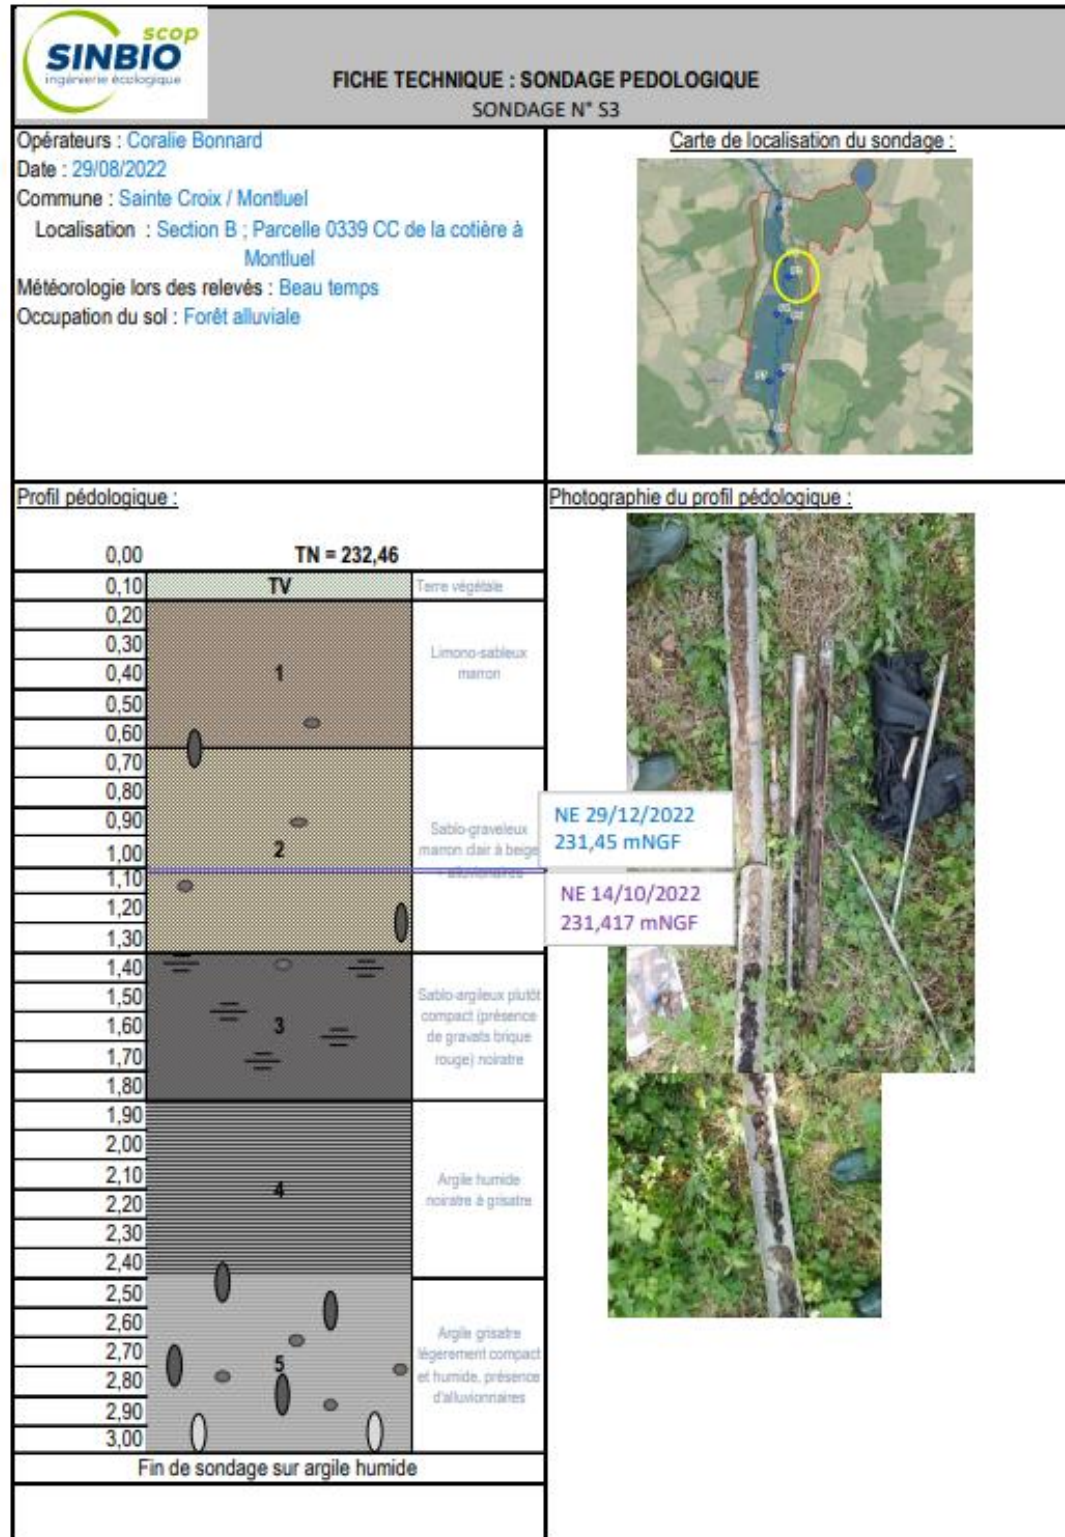 scop
SINBIO
ingénierie écologique
FICHE TECHNIQUE : SONDAGE PEDOLOGIQUE
SONDAGE N° S3
Opérateurs : Coralie Bonnard
Date : 29/08/2022
Commune : Sainte Croix / Montluel
Localisation : Section B ; Parcelle 0339 CC de la cotière à
Montluel
Météorologie lors des relevés : Beau temps
Occupation du sol : Forêt alluviale
Carte de localisation du sondage :
Profil pédologique :
0,00 TN = 232,46
0,10 TV Terre végétale
0,20
0,30
0,40
0,50
0,60
1
Limono-sableux
marron
0,70
0,80
0,90
1,00
1,10
1,20
1,30
2
Sablo-graveleux
marron clair à beige
+ alluvionaires
1,40
1,50
1,60
1,70
1,80
3
Sablo-argileux plutôt
compact (présence
de gravats brique
rouge) noiratre
1,90
2,00
2,10
2,20
2,30
2,40
4
Argile humide
noiratre à grisatre
2,50
2,60
2,70
2,80
2,90
3,00
5
Argile grisatre
légerement compact
et humide, présence
d'alluvionnaires
Fin de sondage sur argile humide
Photographie du profil pédologique :
NE 29/12/2022
231,45 mNGF
NE 14/10/2022
231,417 mNGF